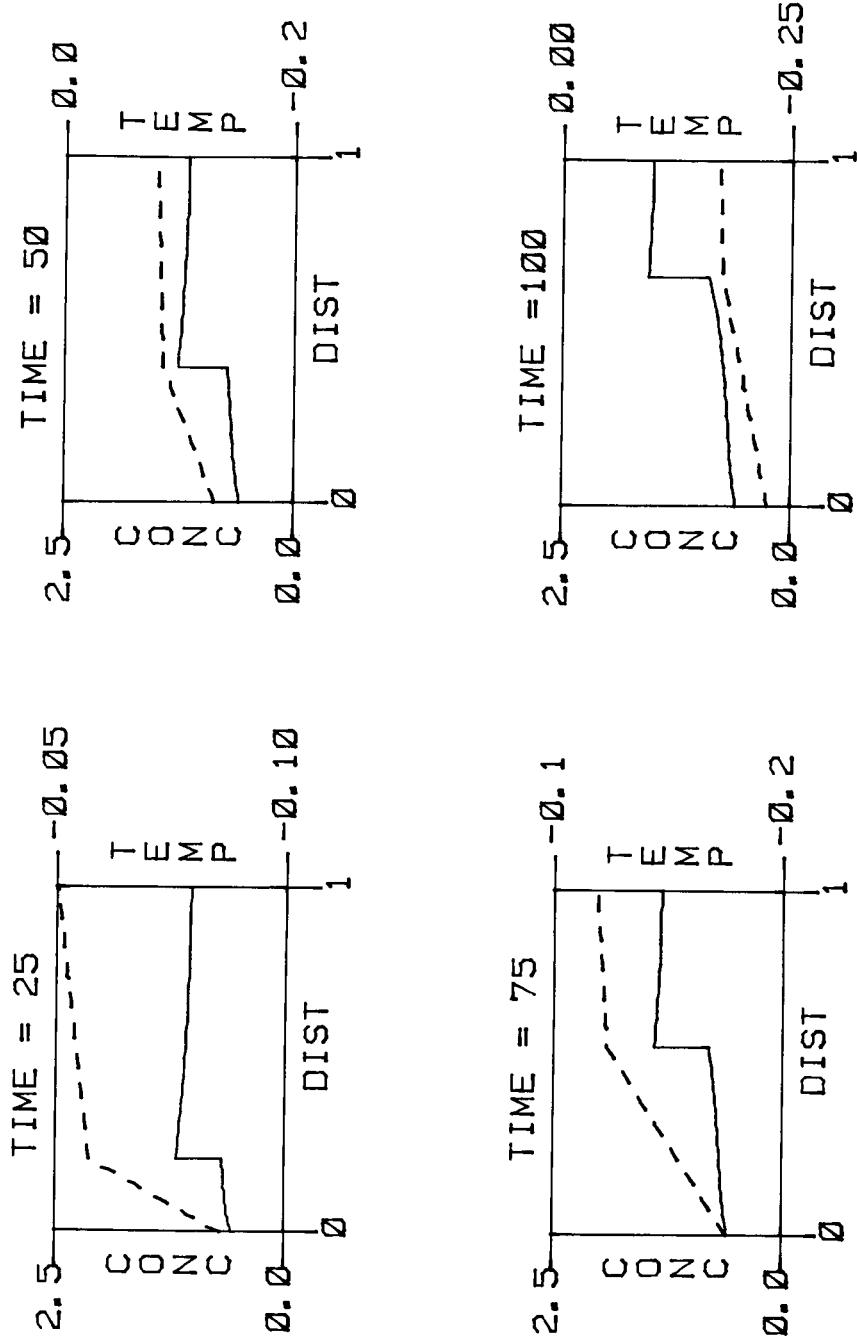 TIME = 25
2.5
-0.05
CONC
TEMP
0.0
-0.10
0
1
DIST
TIME = 50
2.5
-0.0
CONC
TEMP
0.0
-0.2
0
1
DIST
TIME = 75
2.5
-0.1
CONC
TEMP
0.0
-0.2
0
1
DIST
TIME =100
2.5
-0.00
CONC
TEMP
0.0
-0.25
0
1
DIST